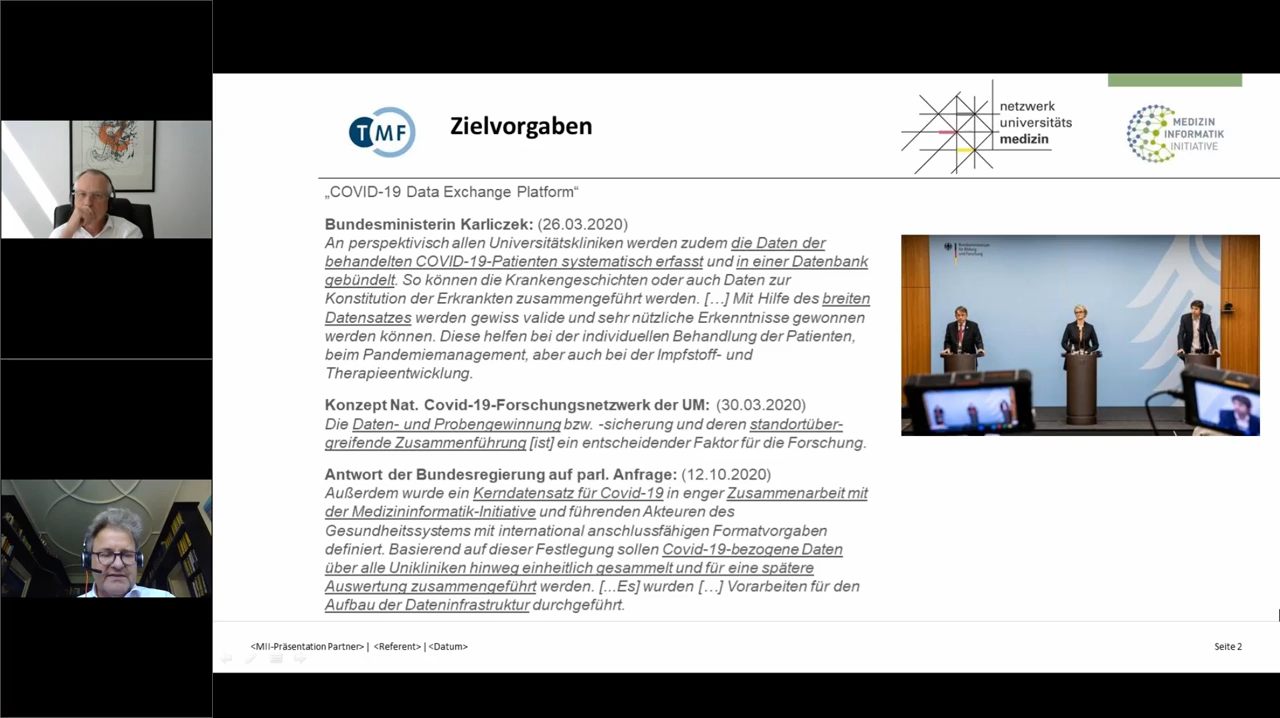 TMF
Zielvorgaben
netzwerk
universitäts
medizin
MEDIZIN
INFORMATIK
INITIATIVE
„COVID-19 Data Exchange Platform“
Bundesministerin Karliczek: (26.03.2020)
An perspektivisch allen Universitätskliniken werden zudem die Daten der
behandelten COVID-19-Patienten systematisch erfasst und in einer Datenbank
gebündelt. So können die Krankengeschichten oder auch Daten zur
Konstitution der Erkrankten zusammengeführt werden. […] Mit Hilfe des breiten
Datensatzes werden gewiss valide und sehr nützliche Erkenntnisse gewonnen
werden können. Diese helfen bei der individuellen Behandlung der Patienten,
beim Pandemiemanagement, aber auch bei der Impfstoff- und
Therapieentwicklung.
Konzept Nat. Covid-19-Forschungsnetzwerk der UM: (30.03.2020)
Die Daten- und Probengewinnung bzw. -sicherung und deren standortüber-
greifende Zusammenführung [ist] ein entscheidender Faktor für die Forschung.
Antwort der Bundesregierung auf parl. Anfrage: (12.10.2020)
Außerdem wurde ein Kerndatensatz für Covid-19 in enger Zusammenarbeit mit
der Medizininformatik-Initiative und führenden Akteuren des
Gesundheitssystems mit international anschlussfähigen Formatvorgaben
definiert. Basierend auf dieser Festlegung sollen Covid-19-bezogene Daten
über alle Unikliniken hinweg einheitlich gesammelt und für eine spätere
Auswertung zusammengeführt werden. [...Es] wurden […] Vorarbeiten für den
Aufbau der Dateninfrastruktur durchgeführt.
Bundesministerium
für Bildung
und Forschung
<MII-Präsentation Partner> | <Referent> | <Datum>
Seite 2